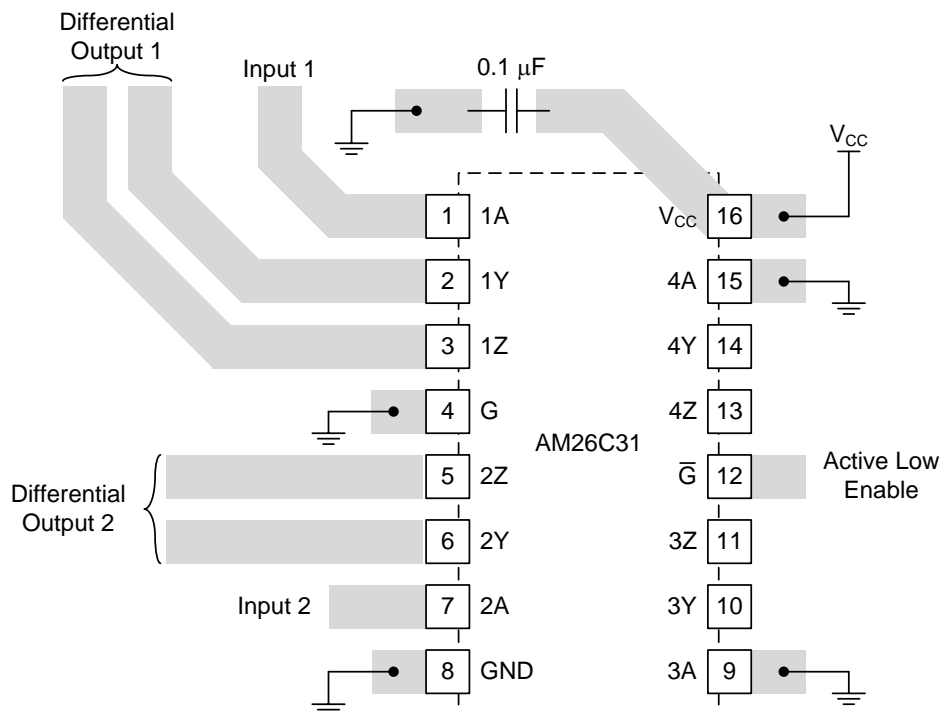 Differential
Output 1
Input 1
0.1 μF
V_CC
1 1A
V_CC 16
2 1Y
4A 15
3 1Z
4Y 14
4 G
4Z 13
AM26C31
5 2Z
G̅ 12
Active Low
Enable
Differential
Output 2
6 2Y
3Z 11
Input 2
7 2A
3Y 10
8 GND
3A 9